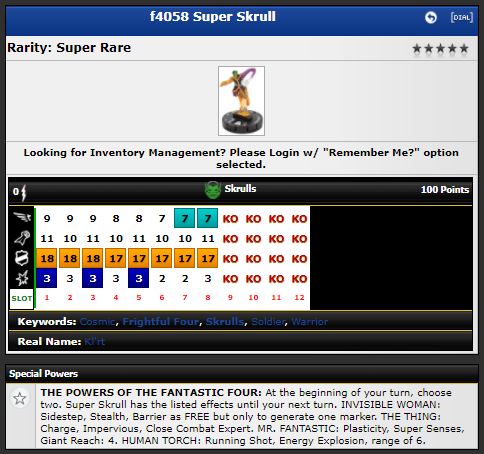 f4058 Super Skrull
[DIAL]
Rarity: Super Rare
Looking for Inventory Management? Please Login w/ "Remember Me?" option
selected.
0 Skrulls 100 Points
9 9 9 8 8 7 7 7 KO KO KO KO
11 10 11 10 11 10 10 11 KO KO KO KO
18 18 17 18 17 17 17 17 KO KO KO KO
3 2 3 2 3 2 2 3 KO KO KO KO
SLOT 1 2 3 4 5 6 7 8 9 10 11 12
Keywords: Cosmic, Frightful Four, Skrulls, Soldier, Warrior
Real Name: Kl'rt
Special Powers
THE POWERS OF THE FANTASTIC FOUR: At the beginning of your turn, choose
two. Super Skrull has the listed effects until your next turn. INVISIBLE WOMAN:
Sidestep, Stealth, Barrier as FREE but only to generate one marker. THE THING:
Charge, Impervious, Close Combat Expert. MR. FANTASTIC: Plasticity, Super Senses,
Giant Reach: 4. HUMAN TORCH: Running Shot, Energy Explosion, range of 6.